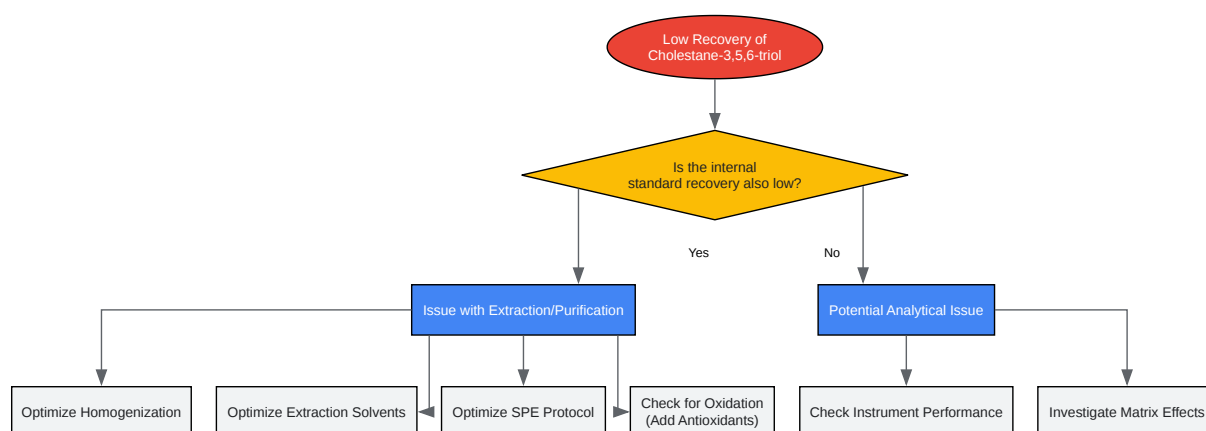 Low Recovery of
Cholestane-3,5,6-triol
Is the internal
standard recovery also low?
Yes
No
Issue with Extraction/Purification
Potential Analytical Issue
Optimize Homogenization
Optimize Extraction Solvents
Optimize SPE Protocol
Check for Oxidation
(Add Antioxidants)
Check Instrument Performance
Investigate Matrix Effects